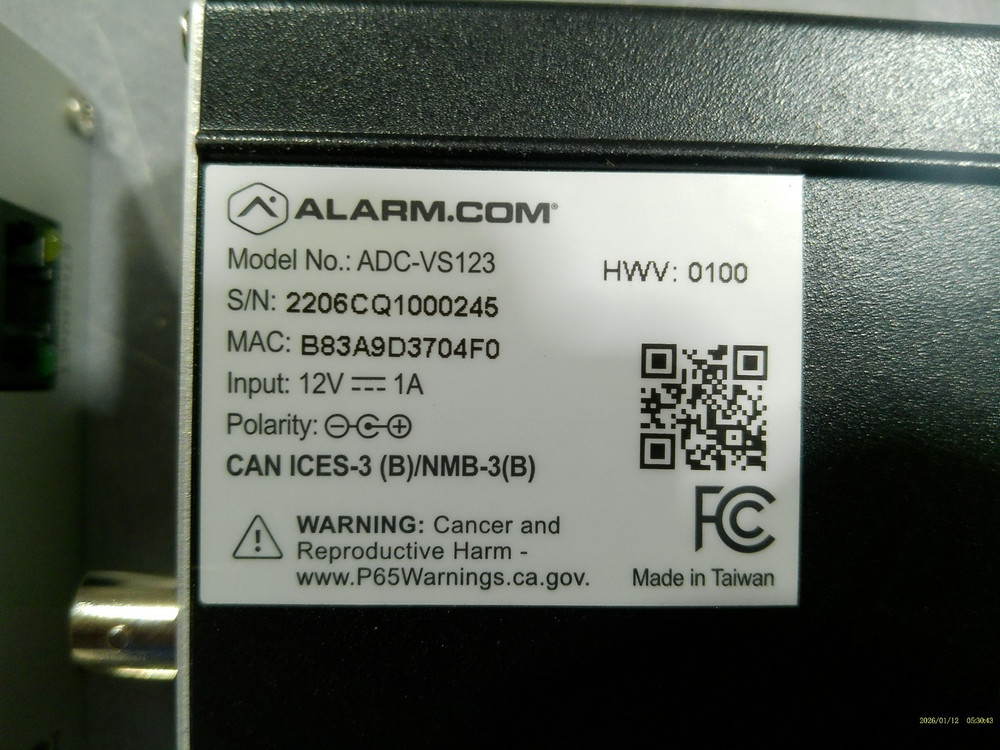 ALARM.COM®
Model No.: ADC-VS123
HWV: 0100
S/N: 2206CQ1000245
MAC: B83A9D3704F0
Input: 12V ⎓ 1A
Polarity:
CAN ICES-3 (B)/NMB-3(B)
WARNING: Cancer and
Reproductive Harm -
www.P65Warnings.ca.gov.
FC
Made in Taiwan
2026/01/12 05:30:43